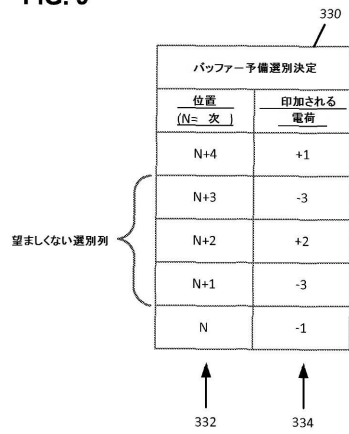 FIG. 9
330
バッファー予備選別決定
位置 印加される
(N= 次 ) 電荷
N+4 +1
N+3 -3
望ましくない選別列
N+2 +2
N+1 -3
N -1
332 334